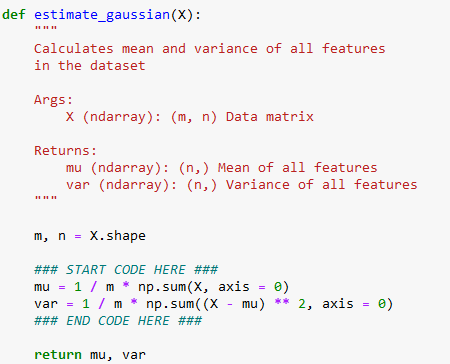 def estimate_gaussian(X):
    """
    Calculates mean and variance of all features
    in the dataset

    Args:
        X (ndarray): (m, n) Data matrix

    Returns:
        mu (ndarray): (n,) Mean of all features
        var (ndarray): (n,) Variance of all features
    """

    m, n = X.shape

    ### START CODE HERE ###
    mu = 1 / m * np.sum(X, axis = 0)
    var = 1 / m * np.sum((X - mu) ** 2, axis = 0)
    ### END CODE HERE ###

    return mu, var